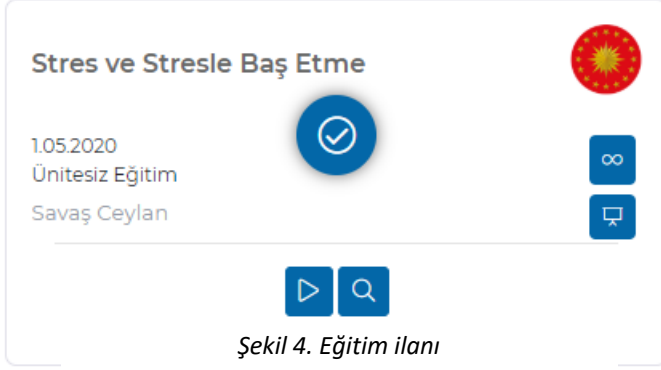 Stres ve Stresle Baş Etme
1.05.2020
Ünitesiz Eğitim
Savaş Ceylan
Şekil 4. Eğitim ilanı